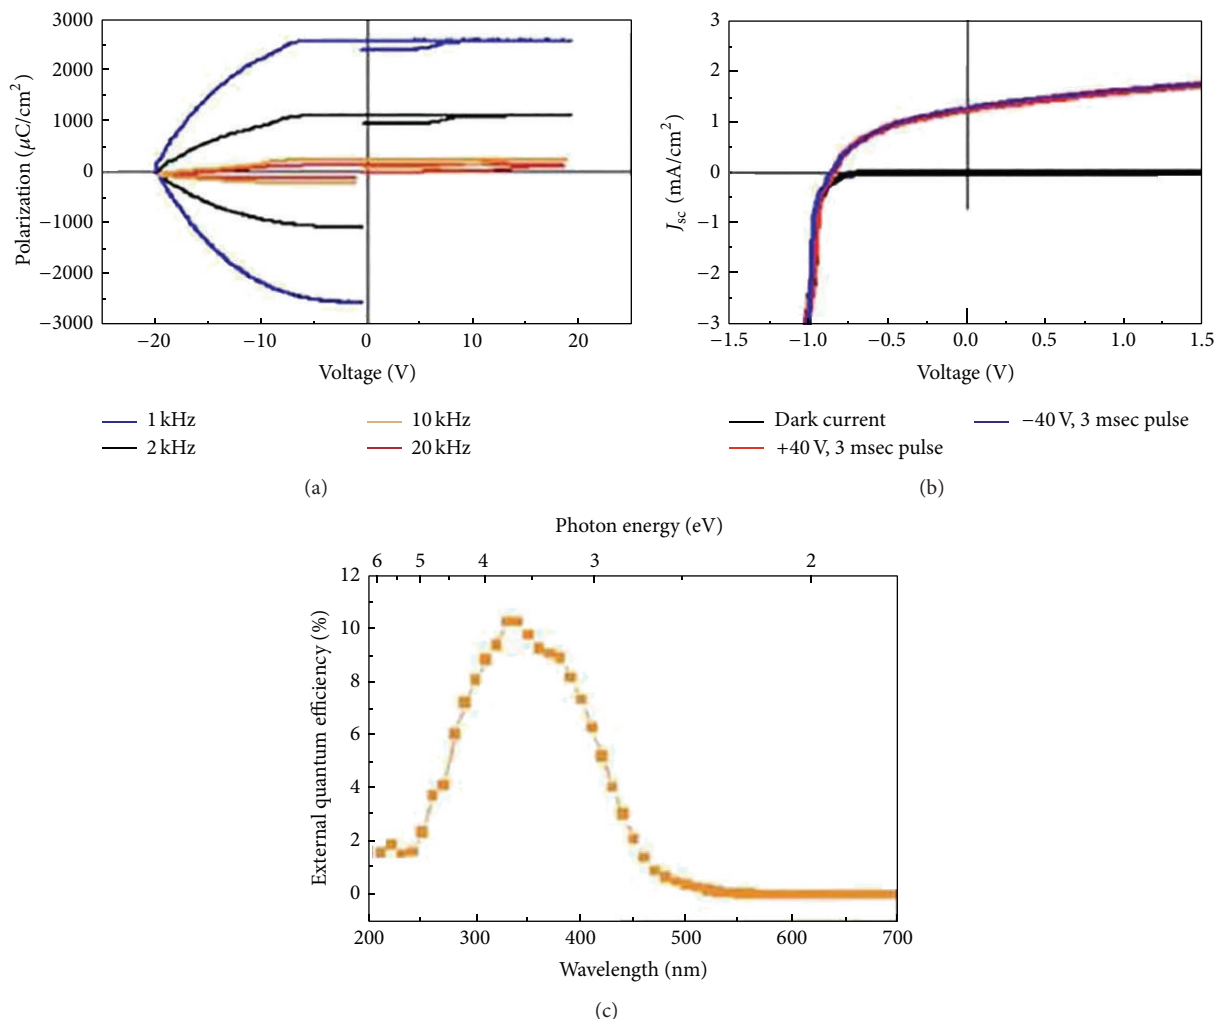 3000
2000
1000
0
−1000
−2000
−3000
Polarization (μC/cm²)
−20
−10
0
10
20
Voltage (V)
1 kHz
2 kHz
10 kHz
20 kHz
(a)
3
2
1
0
−1
−2
−3
J_sc (mA/cm²)
−1.5
−1.0
−0.5
0.0
0.5
1.0
1.5
Voltage (V)
Dark current
+40 V, 3 msec pulse
−40 V, 3 msec pulse
(b)
Photon energy (eV)
6
5
4
3
2
12
10
8
6
4
2
0
External quantum efficiency (%)
200
300
400
500
600
700
Wavelength (nm)
(c)